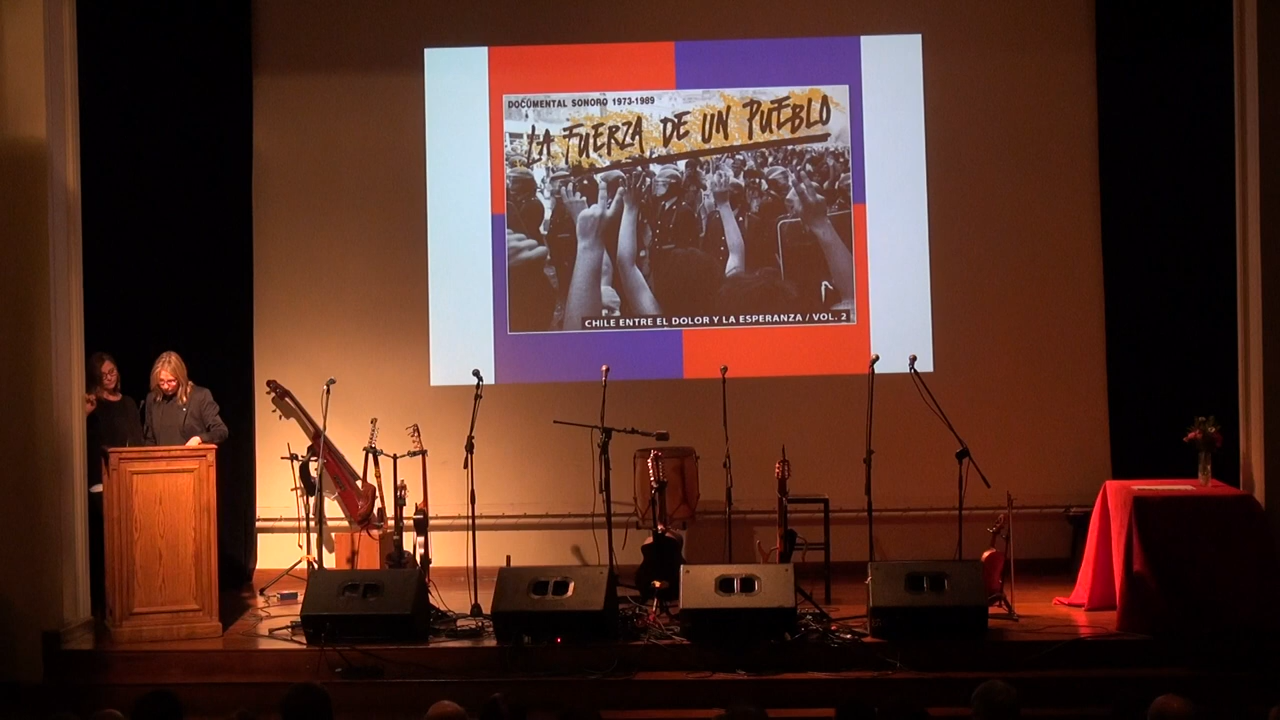 DOCUMENTAL SONORO 1973-1989
LA FUERZA DE UN PUEBLO
CHILE ENTRE EL DOLOR Y LA ESPERANZA / VOL. 2